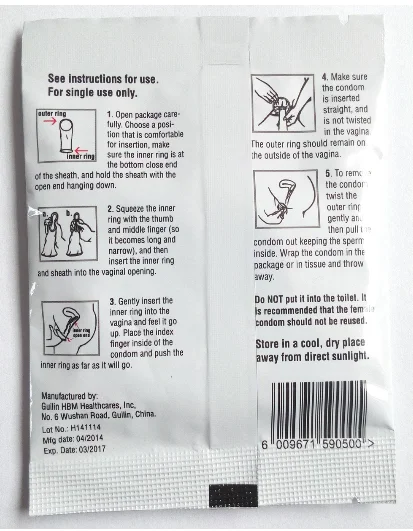 See instructions for use.
For single use only.
outer ring
inner ring
1. Open package care-
fully. Choose a posi-
tion that is comfortable
for insertion, make
sure the inner ring is at
the bottom close end
of the sheath, and hold the sheath with the
open end hanging down.
a.
b.
2. Squeeze the inner
ring with the thumb
and middle finger (so
it becomes long and
narrow), and then
insert the inner ring
and sheath into the vaginal opening.
inner ring
open end
3. Gently insert the
inner ring into the
vagina and feel it go
up. Place the index
finger inside of the
condom and push the
inner ring as far as it will go.
Manufactured by:
Guilin HBM Healthcares, Inc,
No. 6 Wushan Road, Guilin, China.
Lot No.: H141114
Mfg date: 04/2014
Exp. Date: 03/2017
4. Make sure
the condom
is inserted
straight, and
is not twisted
in the vagina.
The outer ring should remain on
the outside of the vagina.
5. To remo
the condom
twist the
outer ring
gently an
then pull
condom out keeping the sperm
inside. Wrap the condom in the
package or in tissue and throw
away.
Do NOT put it into the toilet. It
is recommended that the female
condom should not be reused.
Store in a cool, dry place
away from direct sunlight.
6 009671 590500 >